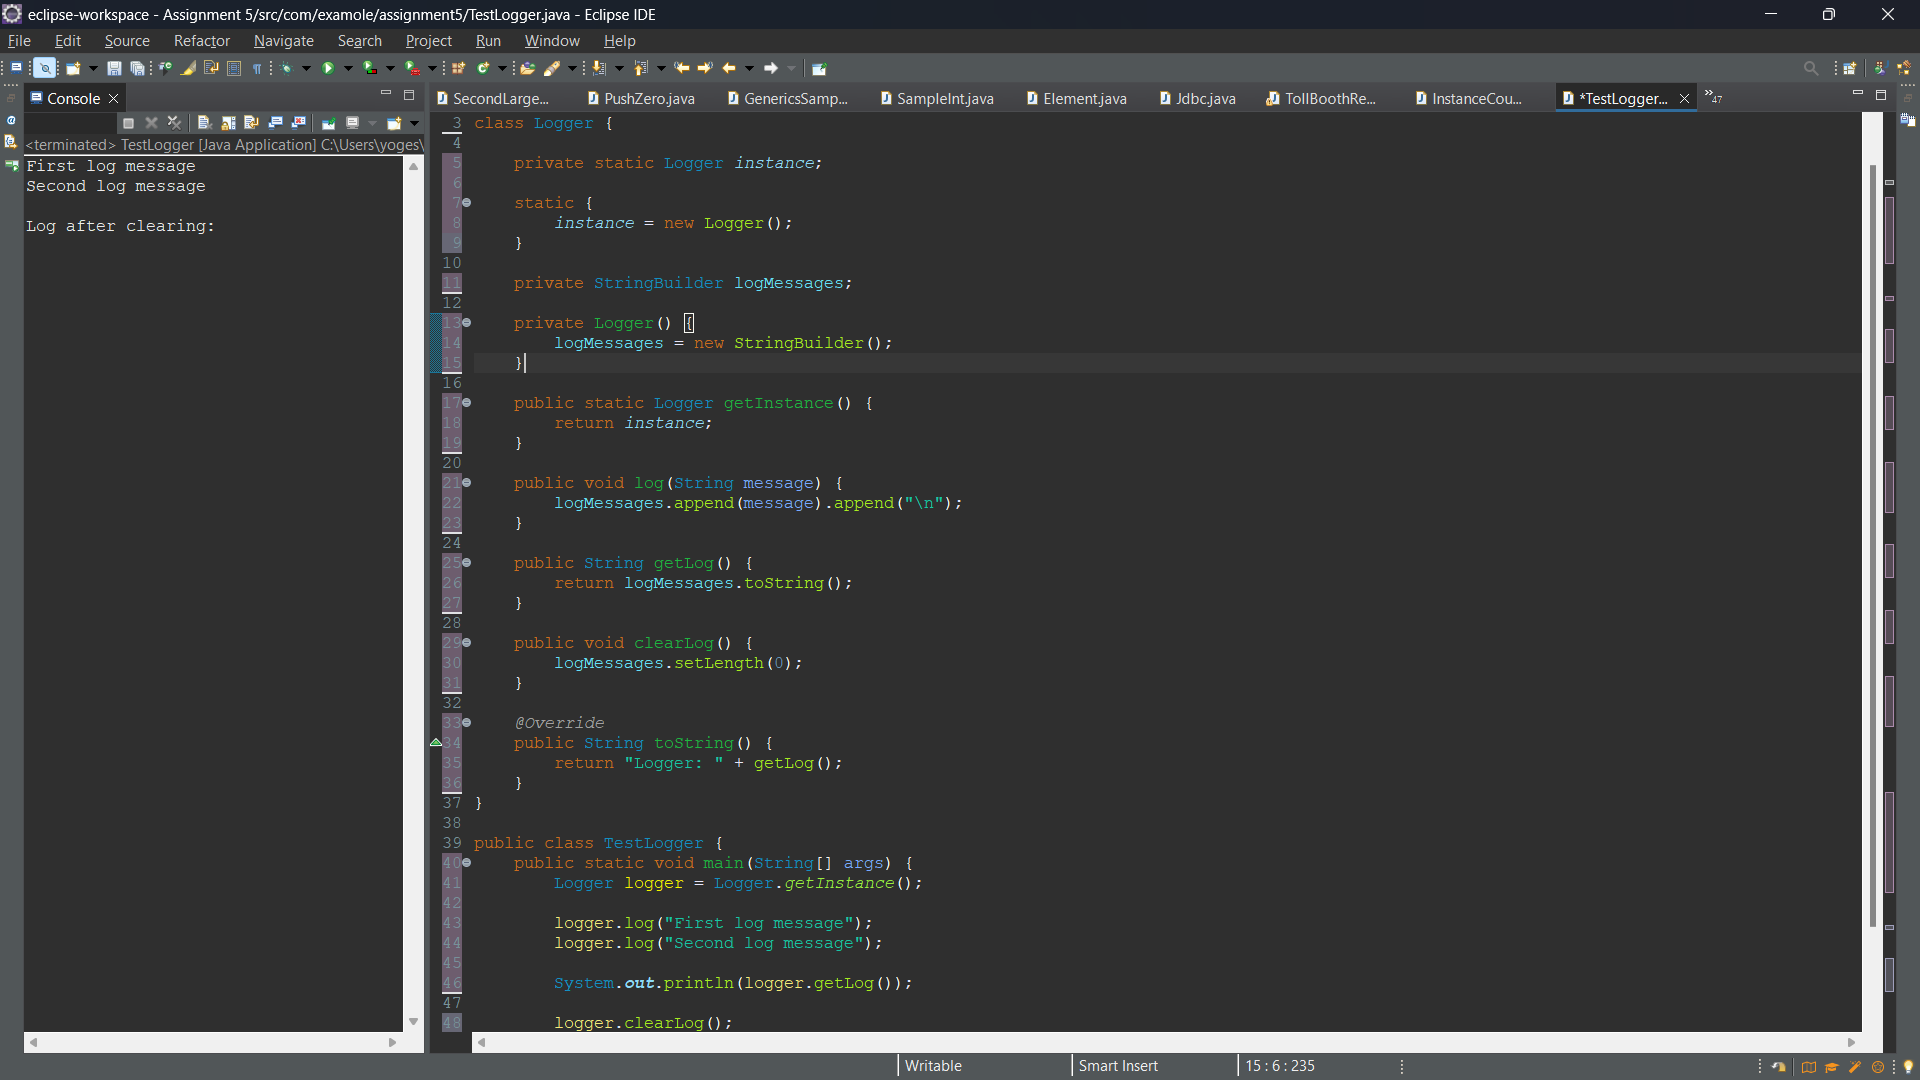 eclipse-workspace - Assignment 5/src/com/examole/assignment5/TestLogger.java - Eclipse IDE
File Edit Source Refactor Navigate Search Project Run Window Help
Console
SecondLarge... PushZero.java GenericsSamp... SampleInt.java Element.java Jdbc.java TollBoothRe... InstanceCou... *TestLogger... »47
<terminated> TestLogger [Java Application] C:\Users\yoges\
First log message
Second log message
Log after clearing:
3 class Logger {
4
5     private static Logger instance;
6
7     static {
8         instance = new Logger();
9     }
10
11     private StringBuilder logMessages;
12
13     private Logger() {
14         logMessages = new StringBuilder();
15     }
16
17     public static Logger getInstance() {
18         return instance;
19     }
20
21     public void log(String message) {
22         logMessages.append(message).append("\n");
23     }
24
25     public String getLog() {
26         return logMessages.toString();
27     }
28
29     public void clearLog() {
30         logMessages.setLength(0);
31     }
32
33     @Override
34     public String toString() {
35         return "Logger: " + getLog();
36     }
37 }
38
39 public class TestLogger {
40     public static void main(String[] args) {
41         Logger logger = Logger.getInstance();
42
43         logger.log("First log message");
44         logger.log("Second log message");
45
46         System.out.println(logger.getLog());
47
48         logger.clearLog();
Writable Smart Insert 15 : 6 : 235